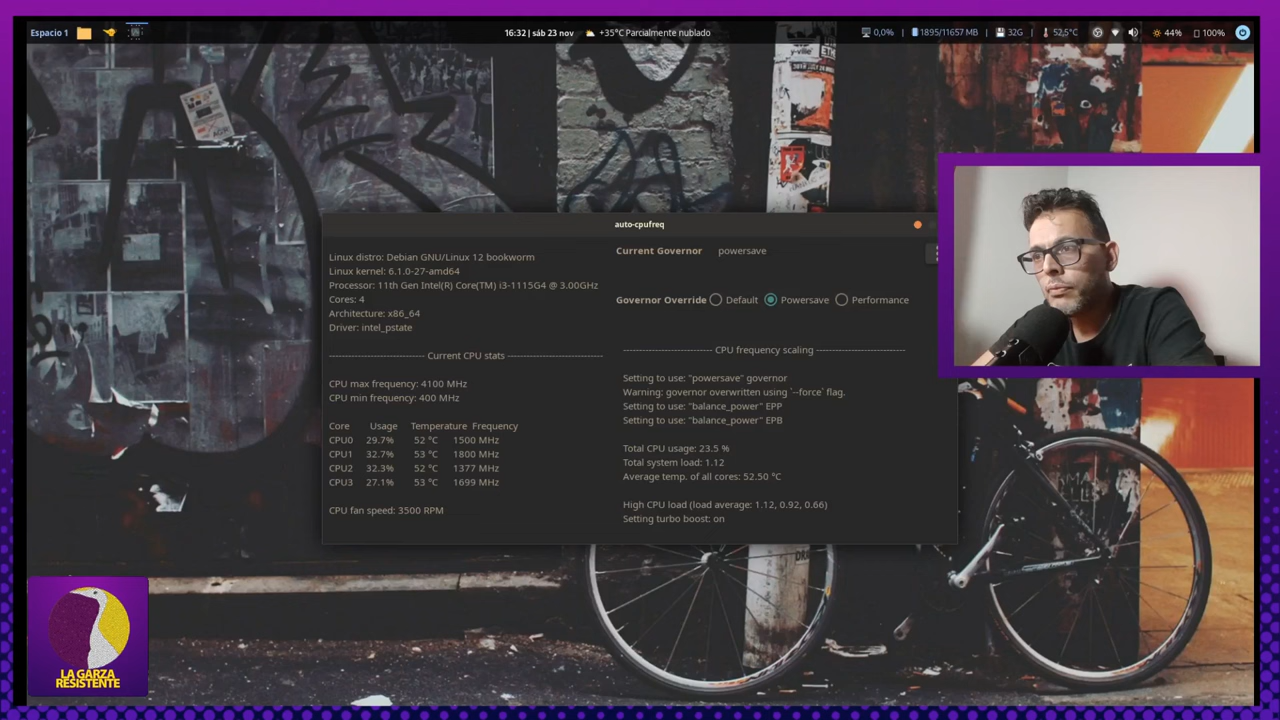 Espacio 1
16:32 | sáb 23 nov
+35°C Parcialmente nublado
0,0% | 1895/11657 MB | 32G | 52,5°C
44%
100%
auto-cpufreq
Linux distro: Debian GNU/Linux 12 bookworm
Linux kernel: 6.1.0-27-amd64
Processor: 11th Gen Intel(R) Core(TM) i3-1115G4 @ 3.00GHz
Cores: 4
Architecture: x86_64
Driver: intel_pstate
------------------------------ Current CPU stats ------------------------------
CPU max frequency: 4100 MHz
CPU min frequency: 400 MHz
Core Usage Temperature Frequency
CPU0 29.7% 52 °C 1500 MHz
CPU1 32.7% 53 °C 1800 MHz
CPU2 32.3% 52 °C 1377 MHz
CPU3 27.1% 53 °C 1699 MHz
CPU fan speed: 3500 RPM
Current Governor powersave
Governor Override Default Powersave Performance
---------------------------- CPU frequency scaling ----------------------------
Setting to use: "powersave" governor
Warning: governor overwritten using `--force` flag.
Setting to use: "balance_power" EPP
Setting to use: "balance_power" EPB
Total CPU usage: 23.5 %
Total system load: 1.12
Average temp. of all cores: 52.50 °C
High CPU load (load average: 1.12, 0.92, 0.66)
Setting turbo boost: on
LA GARZA
RESISTENTE